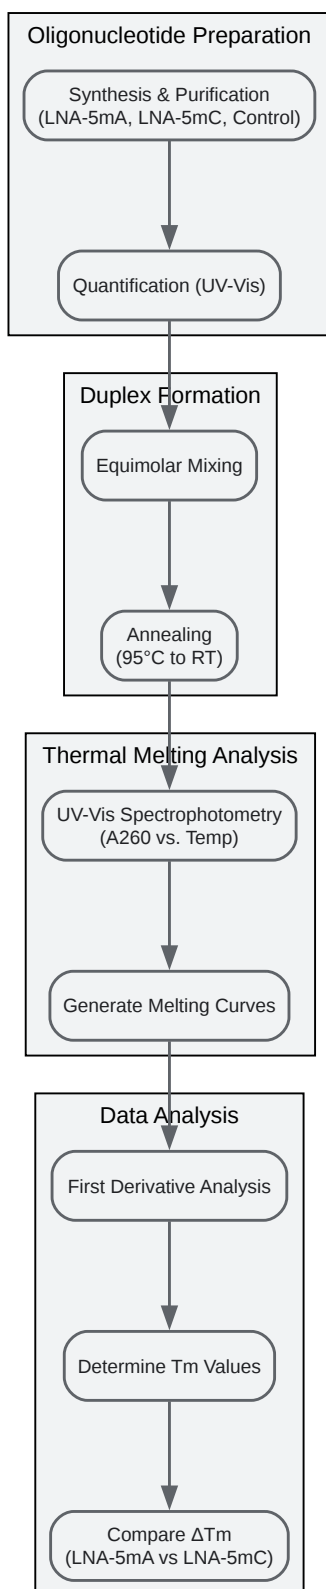 Oligonucleotide Preparation
Synthesis & Purification
(LNA-5mA, LNA-5mC, Control)
Quantification (UV-Vis)
Duplex Formation
Equimolar Mixing
Annealing
(95°C to RT)
Thermal Melting Analysis
UV-Vis Spectrophotometry
(A260 vs. Temp)
Generate Melting Curves
Data Analysis
First Derivative Analysis
Determine Tm Values
Compare ΔTm
(LNA-5mA vs LNA-5mC)